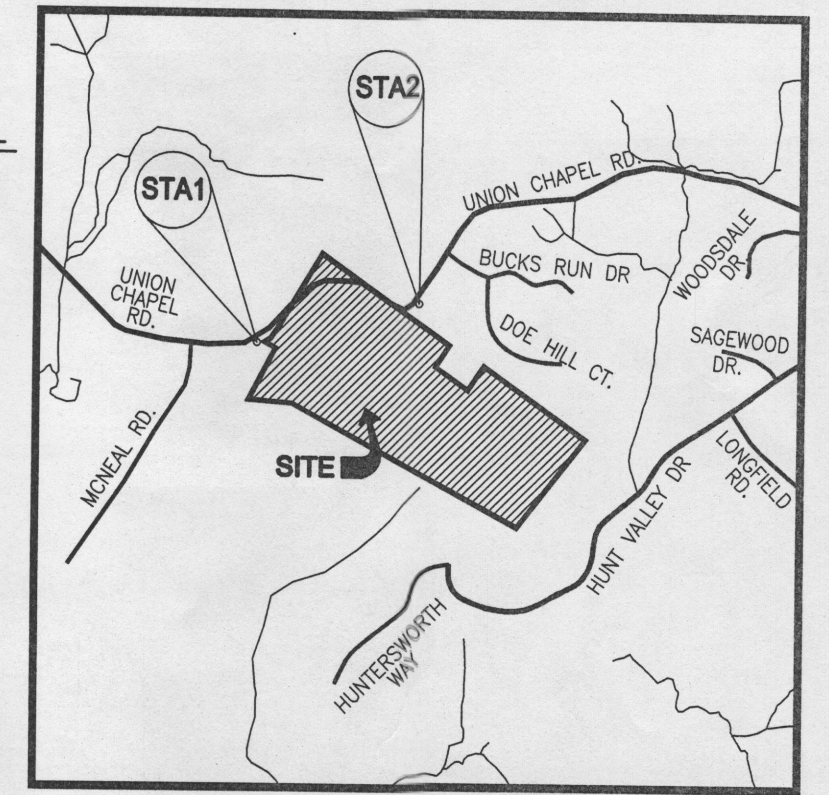 STA2
STA1
UNION CHAPEL RD.
UNION
CHAPEL
RD.
BUCKS RUN DR
WOODSDALE
DR.
DOE HILL CT.
SAGEWOOD
DR.
MCNEAL RD.
SITE
LONGFIELD
RD.
HUNT VALLEY DR
HUNTERSWORTH
WAY